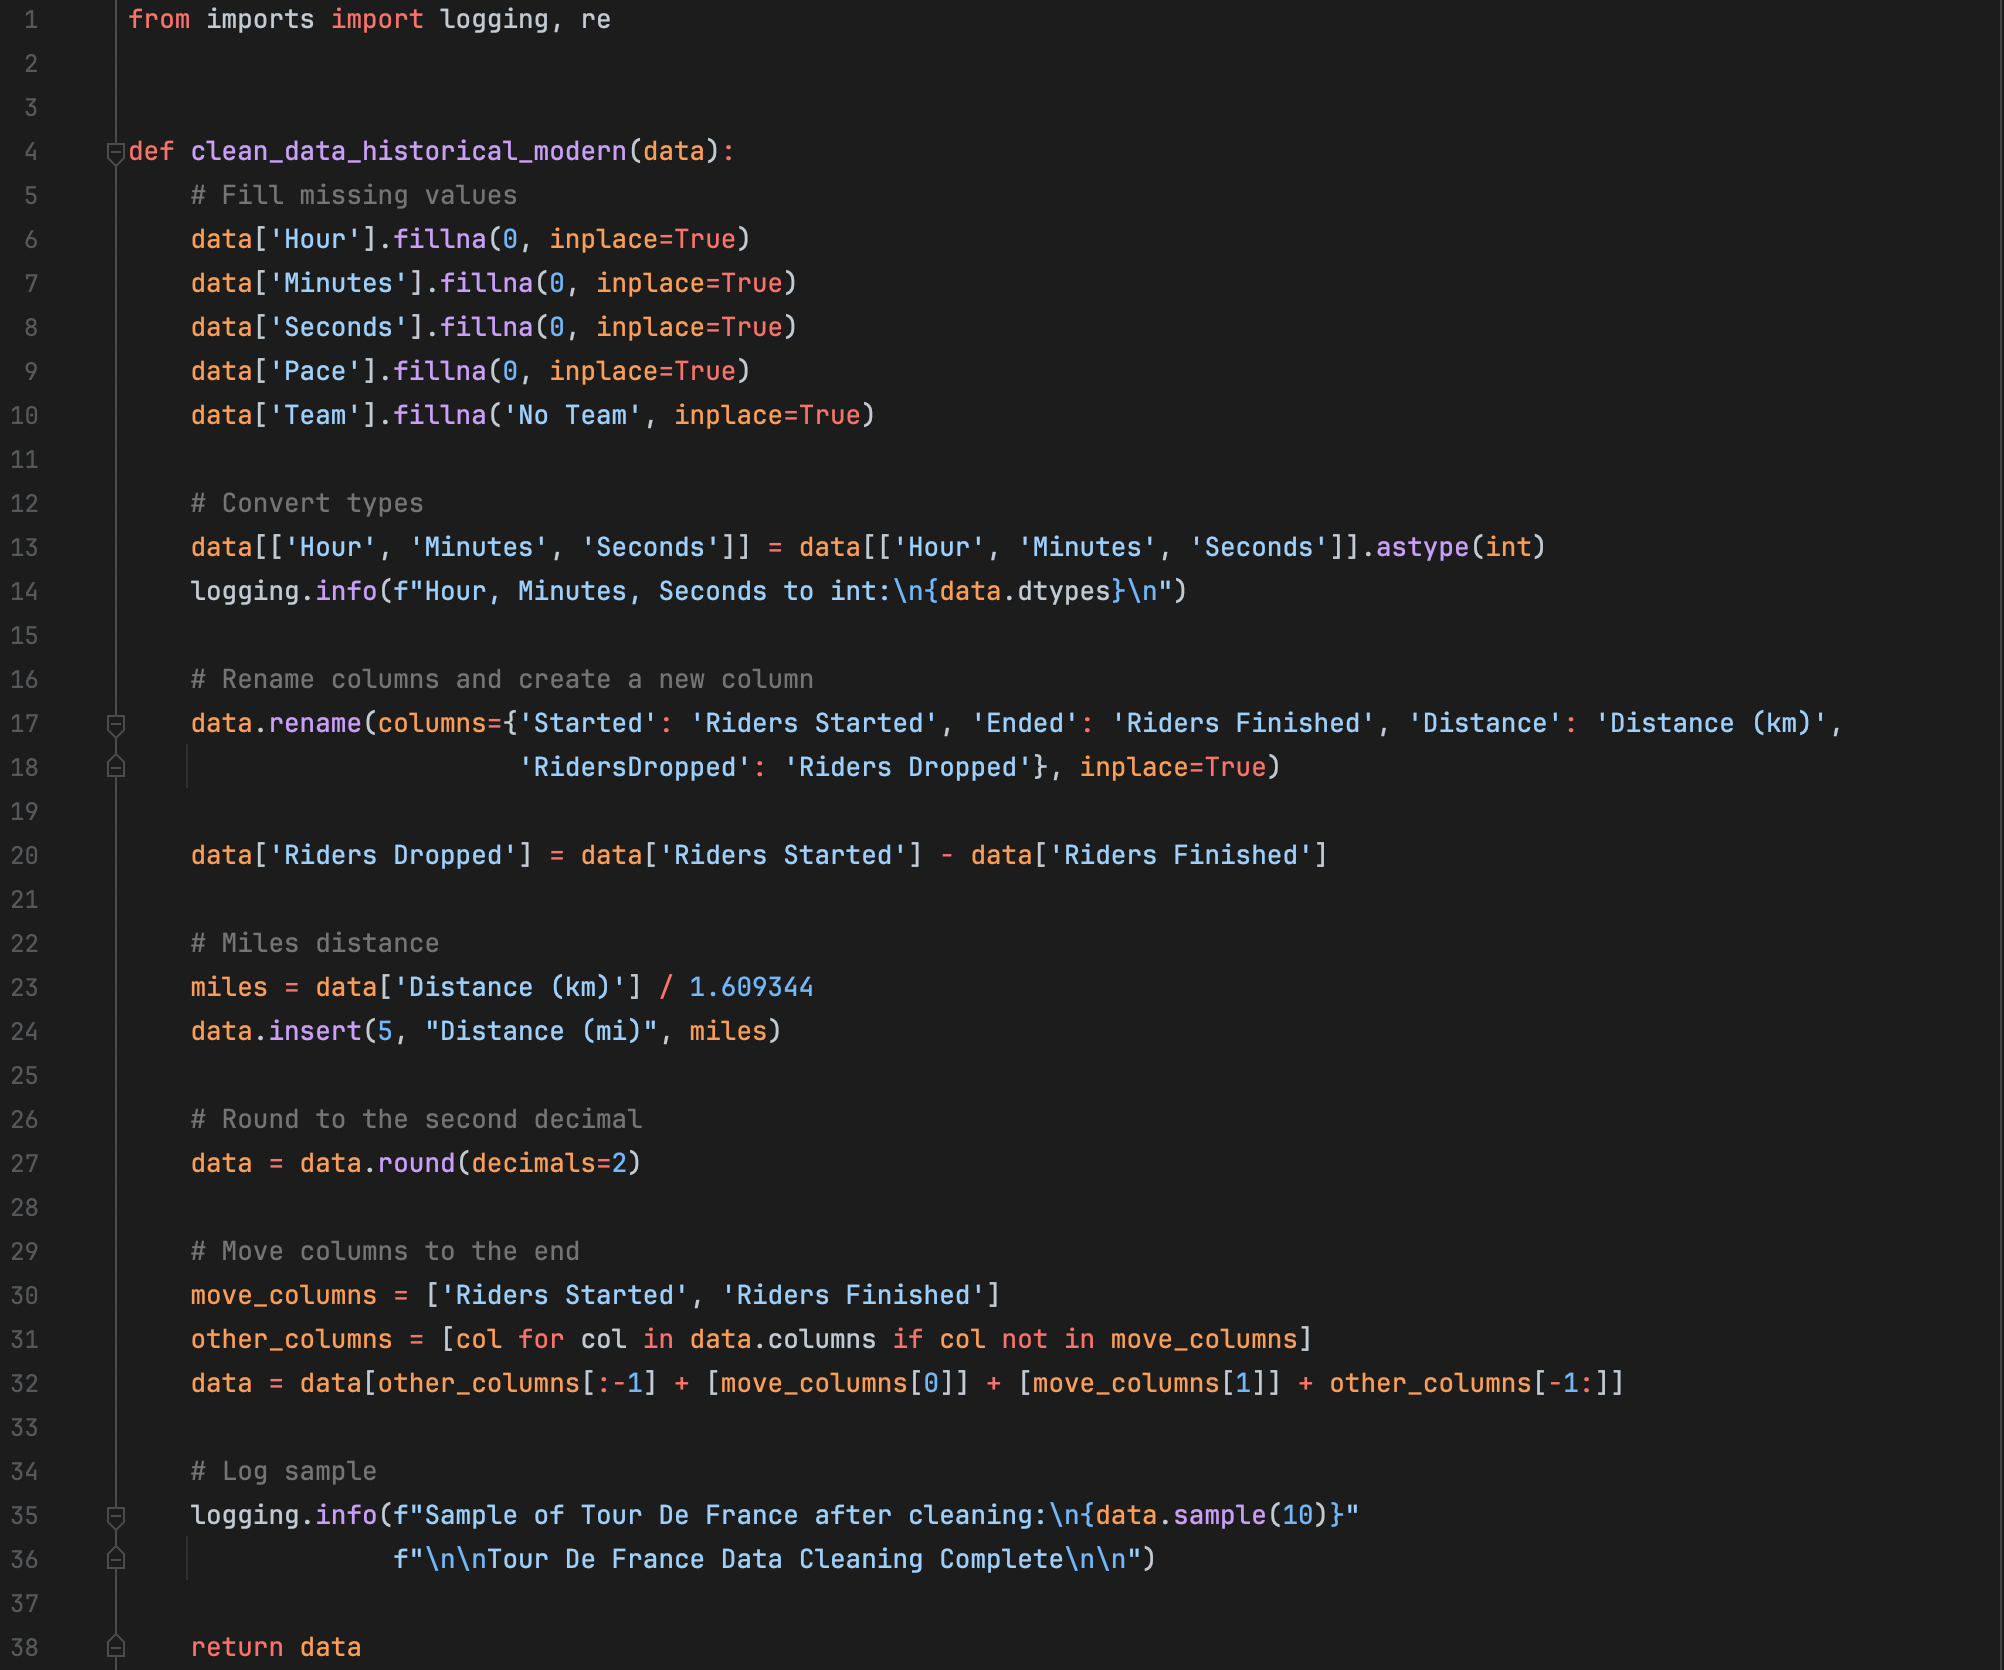 1 from imports import logging, re
2
3
4 def clean_data_historical_modern(data):
5     # Fill missing values
6     data['Hour'].fillna(0, inplace=True)
7     data['Minutes'].fillna(0, inplace=True)
8     data['Seconds'].fillna(0, inplace=True)
9     data['Pace'].fillna(0, inplace=True)
10     data['Team'].fillna('No Team', inplace=True)
11
12     # Convert types
13     data[['Hour', 'Minutes', 'Seconds']] = data[['Hour', 'Minutes', 'Seconds']].astype(int)
14     logging.info(f"Hour, Minutes, Seconds to int:\n{data.dtypes}\n")
15
16     # Rename columns and create a new column
17     data.rename(columns={'Started': 'Riders Started', 'Ended': 'Riders Finished', 'Distance': 'Distance (km)',
18                          'RidersDropped': 'Riders Dropped'}, inplace=True)
19
20     data['Riders Dropped'] = data['Riders Started'] - data['Riders Finished']
21
22     # Miles distance
23     miles = data['Distance (km)'] / 1.609344
24     data.insert(5, "Distance (mi)", miles)
25
26     # Round to the second decimal
27     data = data.round(decimals=2)
28
29     # Move columns to the end
30     move_columns = ['Riders Started', 'Riders Finished']
31     other_columns = [col for col in data.columns if col not in move_columns]
32     data = data[other_columns[:-1] + [move_columns[0]] + [move_columns[1]] + other_columns[-1:]]
33
34     # Log sample
35     logging.info(f"Sample of Tour De France after cleaning:\n{data.sample(10)}"
36                  f"\n\nTour De France Data Cleaning Complete\n\n")
37
38     return data